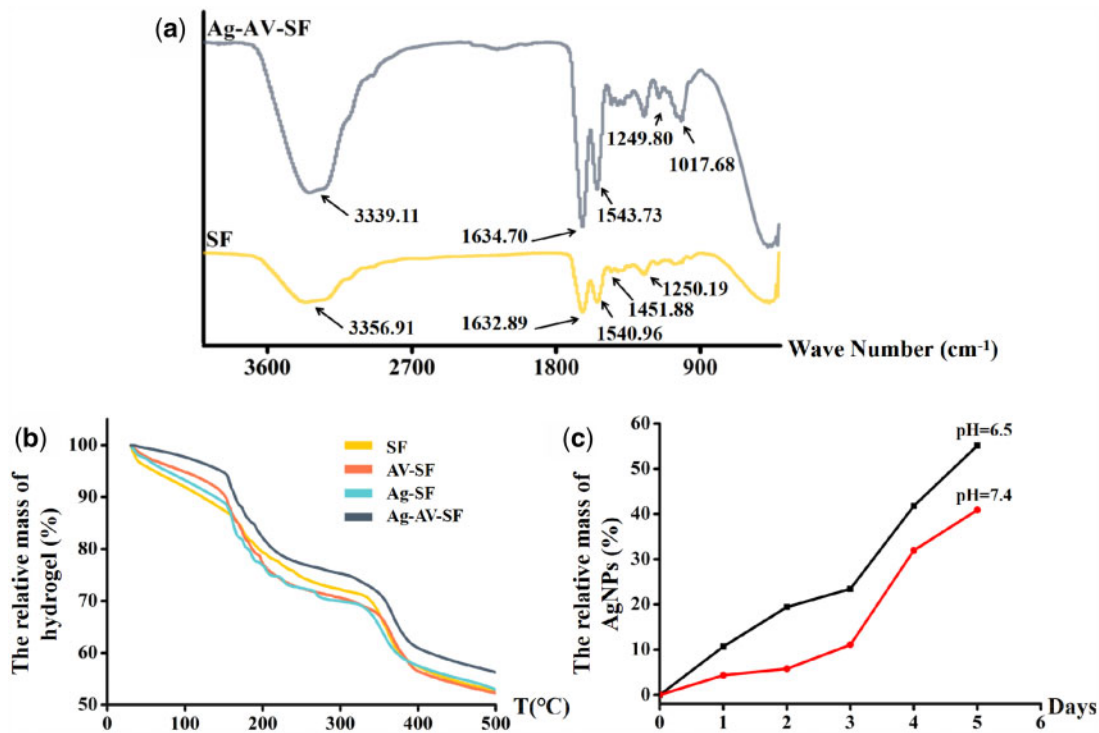 (a)
Ag-AV-SF
3339.11
1634.70
1543.73
1249.80
1017.68
SF
3356.91
1632.89
1540.96
1451.88
1250.19
3600 2700 1800 900
Wave Number (cm⁻¹)
(b)
The relative mass of
hydrogel (%)
100
90
80
70
60
50
SF
AV-SF
Ag-SF
Ag-AV-SF
100 200 300 400 500
T(°C)
(c)
The relative mass of
AgNPs (%)
60
50
40
30
20
10
0
pH=6.5
pH=7.4
0 1 2 3 4 5 6
Days